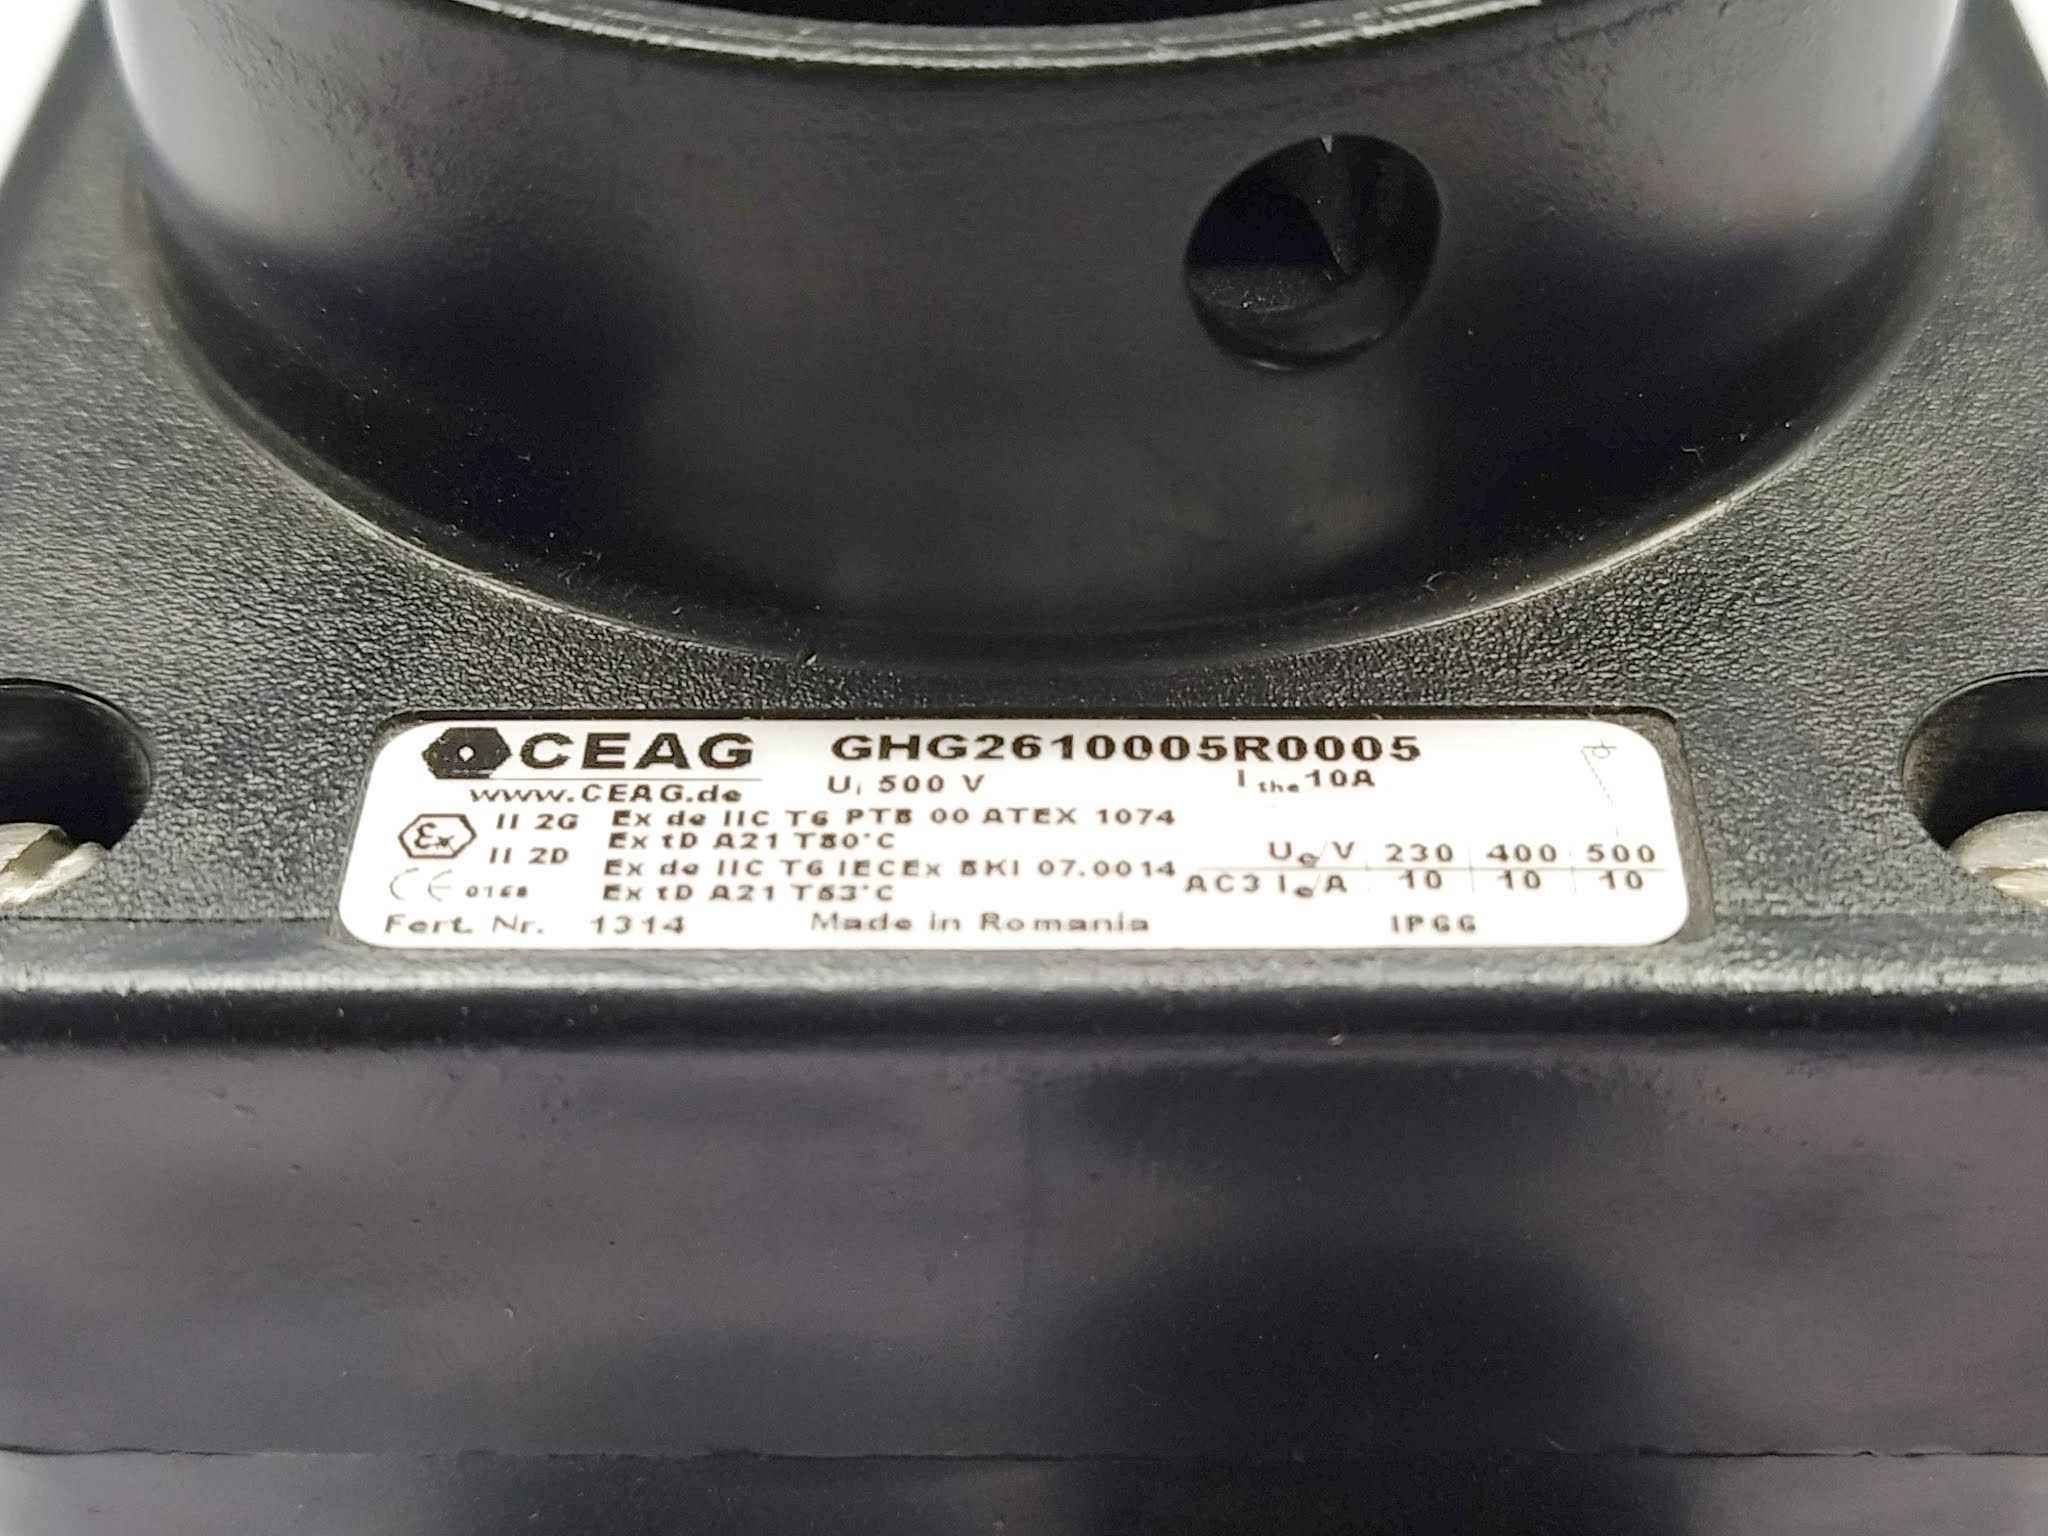 CEAG GHG2610005R0005
www.CEAG.de Ui 500 V Ithe 10A
II 2G Ex de IIC T6 PTB 00 ATEX 1074
Ex tD A21 T80°C
II 2D
Ex de IIC T6 IECEx BKI 07.0014
Ex tD A21 T53°C
Ue/V 230 400 500
AC3 Ie/A 10 10 10
CE 0158
Fert. Nr. 1314 Made in Romania IP66